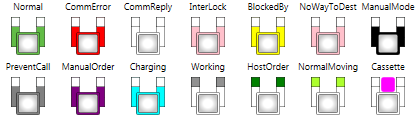 Normal CommError CommReply InterLock BlockedBy NoWayToDest ManualMode
PreventCall ManualOrder Charging Working HostOrder NormalMoving Cassette